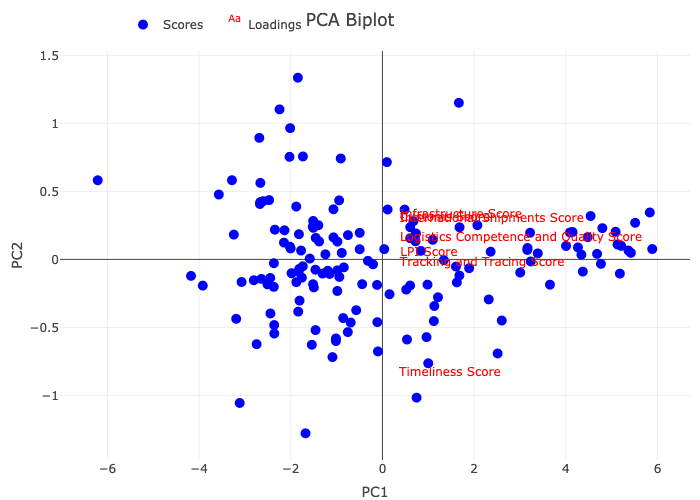 PCA Biplot
Scores
Aa Loadings
1.5
1
0.5
0
−0.5
−1
PC2
Infrastructure Score
International Shipments Score
Logistics Competence and Quality Score
LPI Score
Tracking and Tracing Score
Timeliness Score
−6 −4 −2 0 2 4 6
PC1